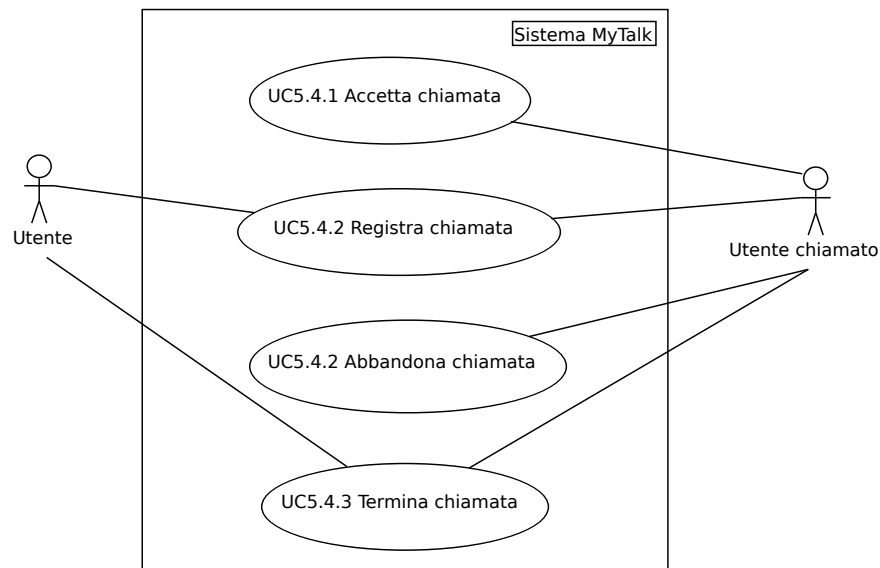 Sistema MyTalk
UC5.4.1 Accetta chiamata
UC5.4.2 Registra chiamata
Utente
Utente chiamato
UC5.4.2 Abbandona chiamata
UC5.4.3 Termina chiamata